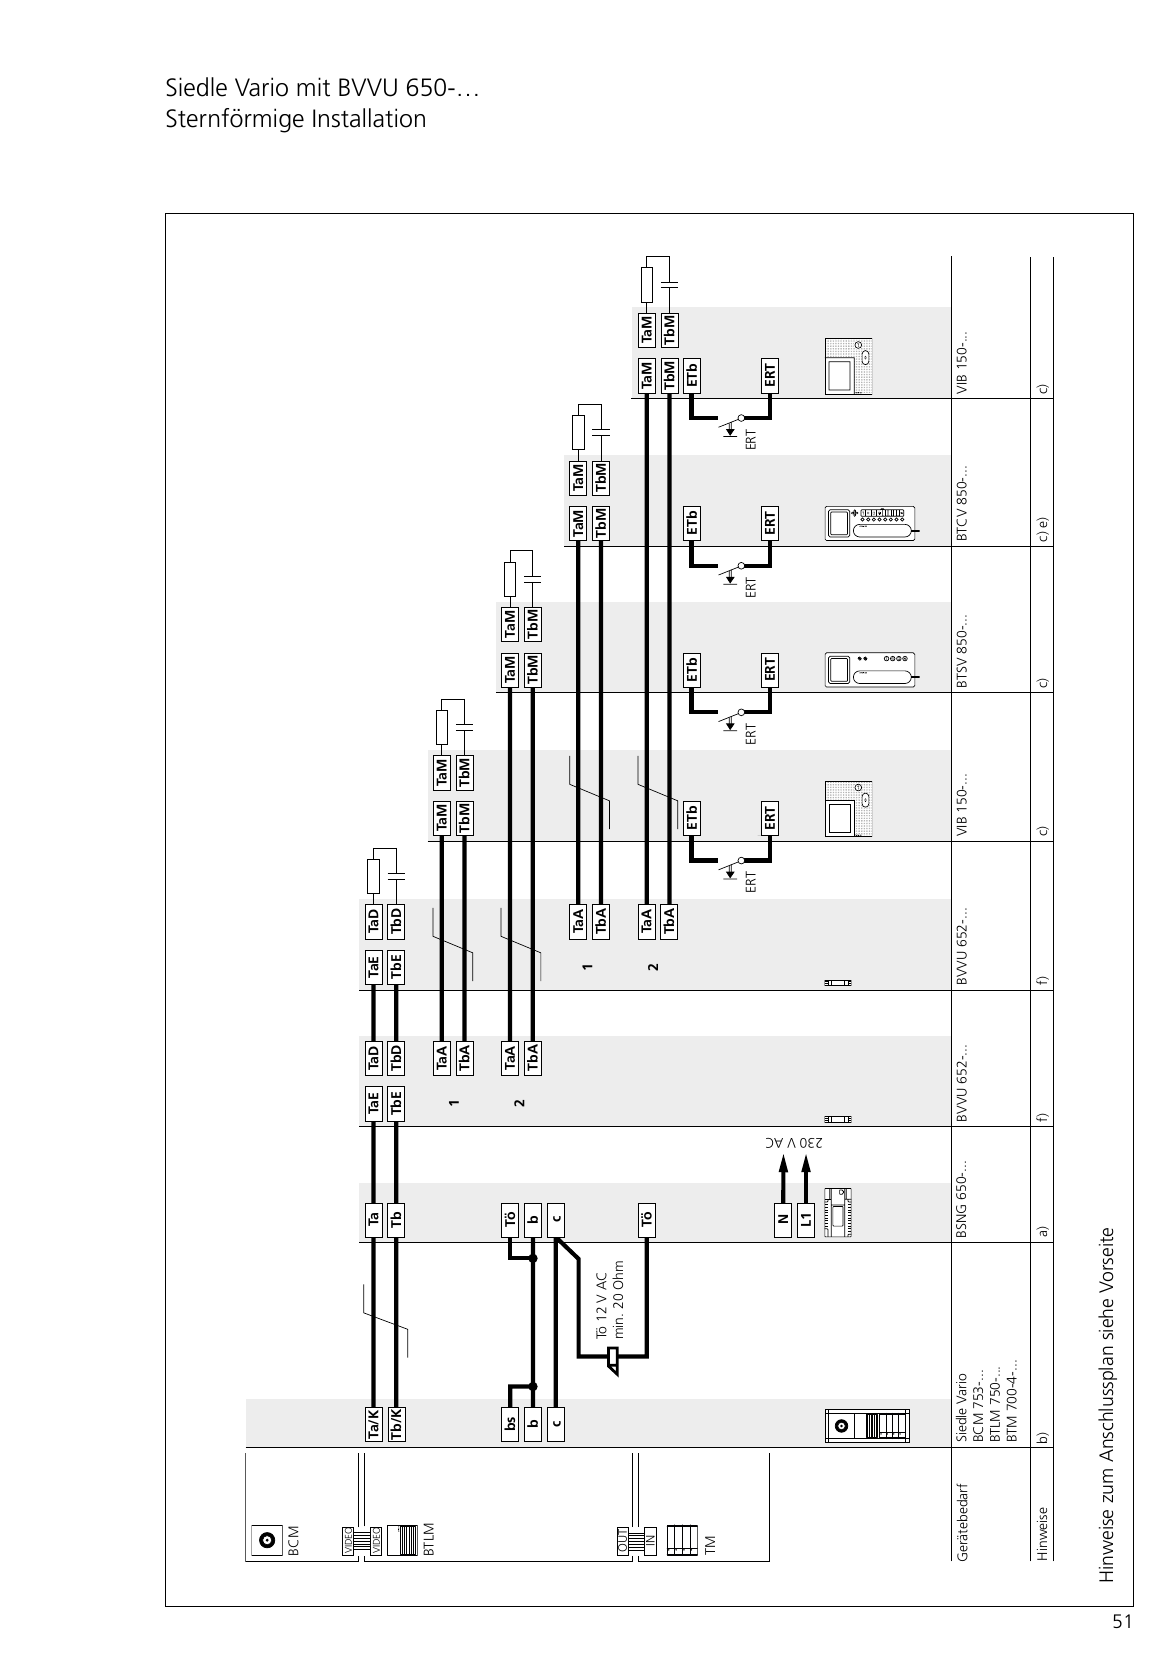 Siedle Vario mit BVVU 650-…
Sternförmige Installation
BCM
VIDEO
VIDEO
BTLM
OUT
IN
TM
Gerätebedarf
Hinweise
Ta/K
Tb/K
bs
b
c
Siedle Vario
BCM 753-…
BTLM 750-…
BTM 700-4-…
b)
Tö 12 V AC
min. 20 Ohm
Ta
Tb
Tö
b
c
Tö
N
L1
230 V AC
BSNG 650-…
a)
TaE
TbE
TaD
TbD
1
TaA
TbA
2
TaA
TbA
BVVU 652-…
f)
TaE
TbE
TaD
TbD
1
TaA
TbA
2
TaA
TbA
BVVU 652-…
f)
TaM
TbM
TaM
TbM
ETb
ERT
ERT
VIB 150-…
c)
TaM
TbM
TaM
TbM
ETb
ERT
ERT
BTSV 850-…
c)
TaM
TbM
TaM
TbM
ETb
ERT
ERT
BTCV 850-…
c) e)
TaM
TbM
TaM
TbM
ETb
ERT
ERT
VIB 150-…
c)
Hinweise zum Anschlussplan siehe Vorseite
51